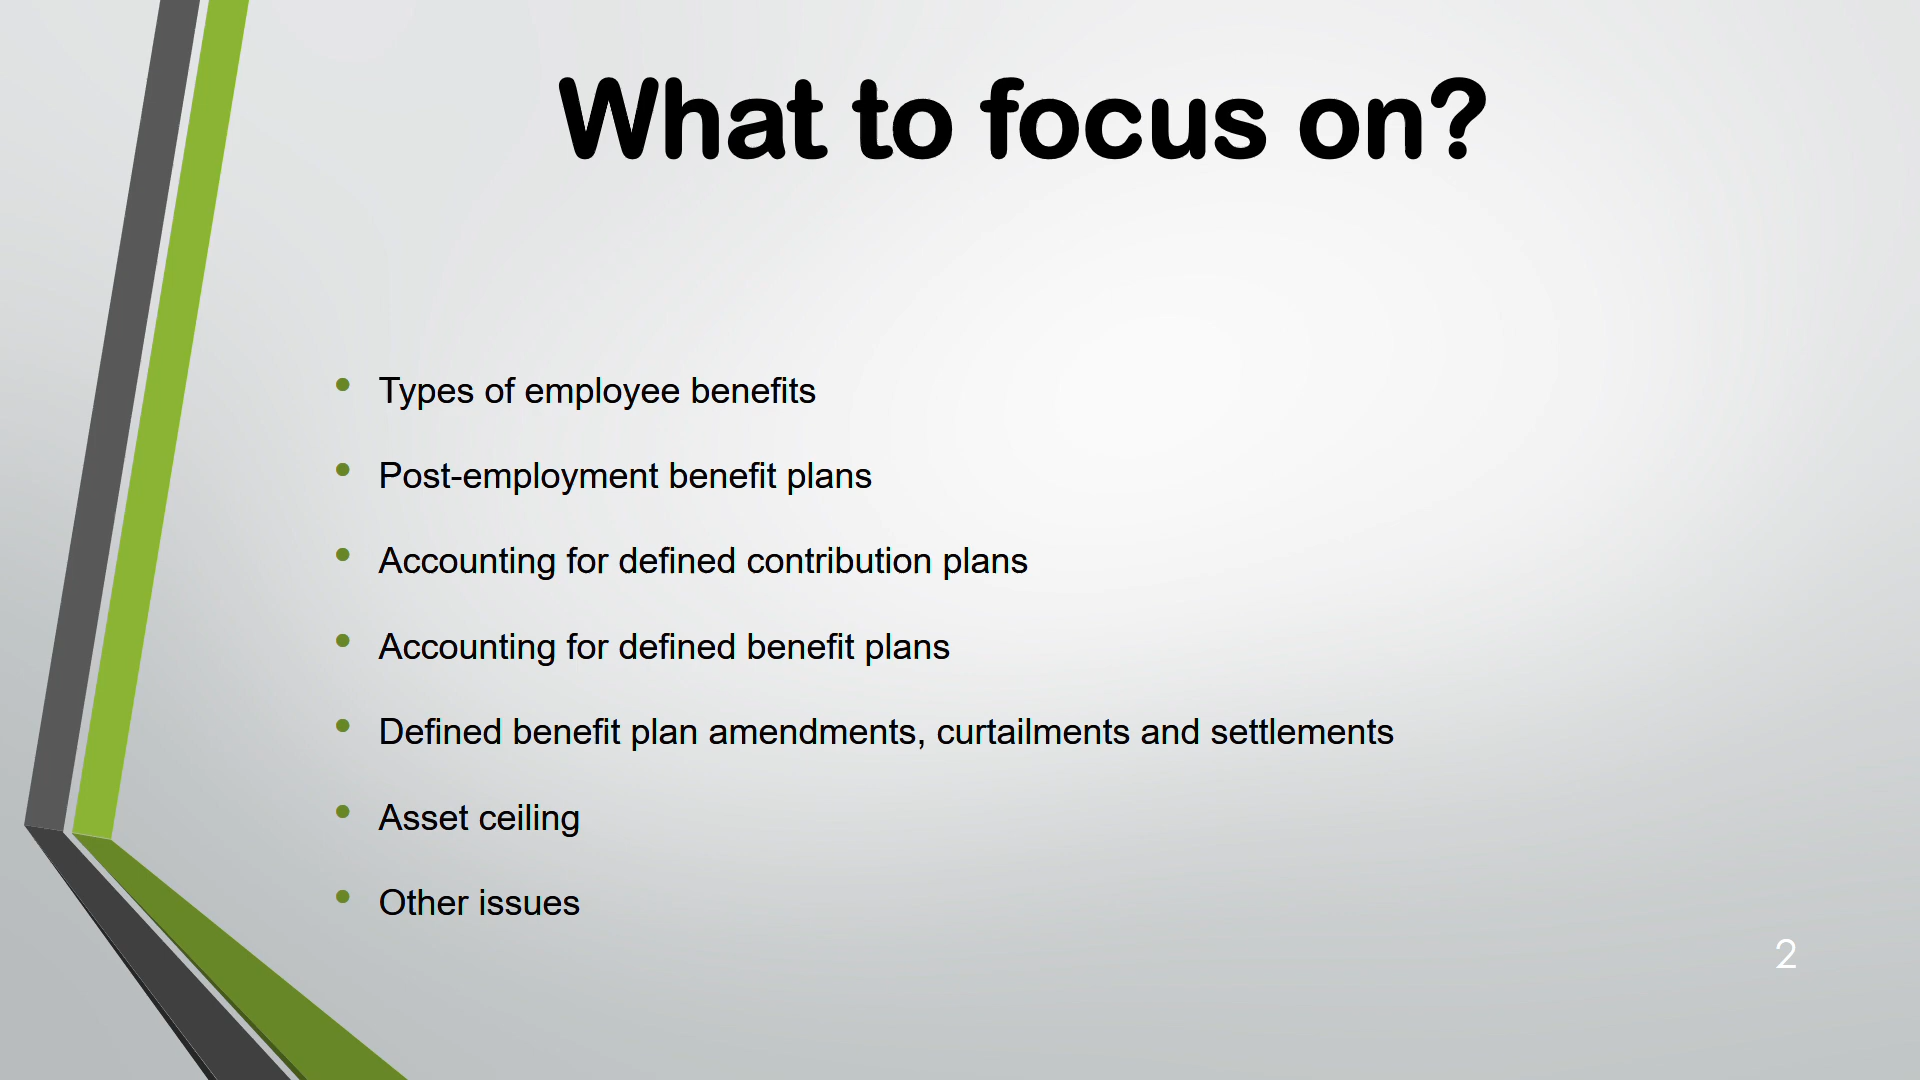 What to focus on?
• Types of employee benefits
• Post-employment benefit plans
• Accounting for defined contribution plans
• Accounting for defined benefit plans
• Defined benefit plan amendments, curtailments and settlements
• Asset ceiling
• Other issues
2